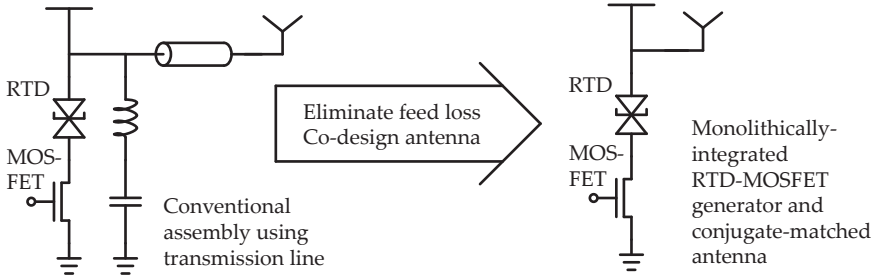 RTD
MOS-
FET
Conventional
assembly using
transmission line
Eliminate feed loss
Co-design antenna
RTD
MOS-
FET
Monolithically-
integrated
RTD-MOSFET
generator and
conjugate-matched
antenna